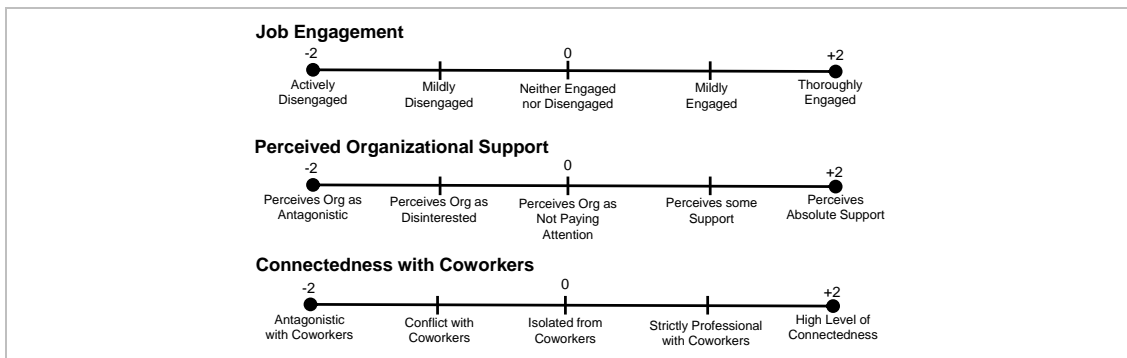 Job Engagement
-2 0 +2
Actively Mildly Neither Engaged Mildly Thoroughly
Disengaged Disengaged nor Disengaged Engaged Engaged
Perceived Organizational Support
-2 0 +2
Perceives Org as Perceives Org as Perceives Org as Perceives some Perceives
Antagonistic Disinterested Not Paying Support Absolute Support
Attention
Connectedness with Coworkers
-2 0 +2
Antagonistic Conflict with Isolated from Strictly Professional High Level of
with Coworkers Coworkers Coworkers with Coworkers Connectedness